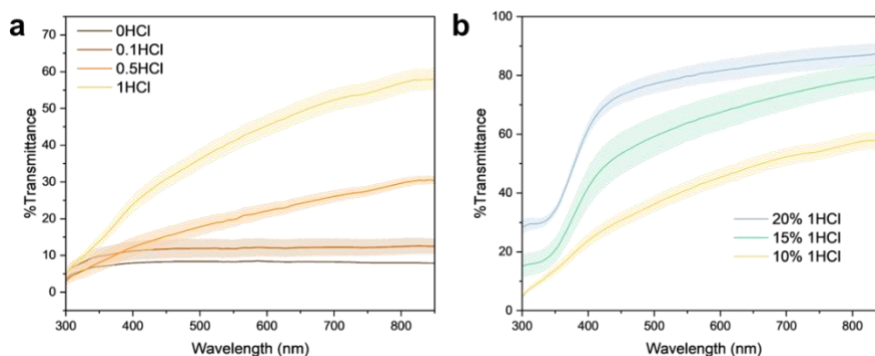 a
0HCl
0.1HCl
0.5HCl
1HCl
70
60
50
40
30
20
10
0
%Transmittance
300 400 500 600 700 800
Wavelength (nm)
b
100
80
60
40
20
0
%Transmittance
20% 1HCl
15% 1HCl
10% 1HCl
300 400 500 600 700 800
Wavelength (nm)